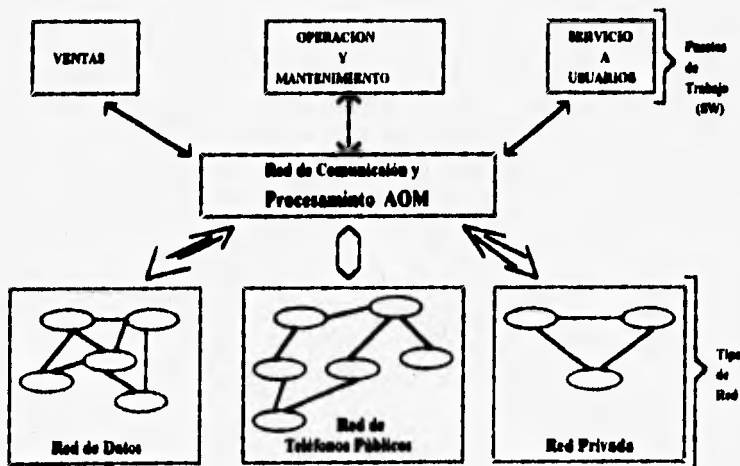 VENTAS
OPERACION
Y
MANTENIMIENTO
SERVICIO
A
USUARIOS
Puestos
de
Trabajo
(SW)
Red de Comunicación y
Procesaminto AOM
Red de Datos
Red de
Teléfonos Públicos
Red Privada
Tipo
de
Red